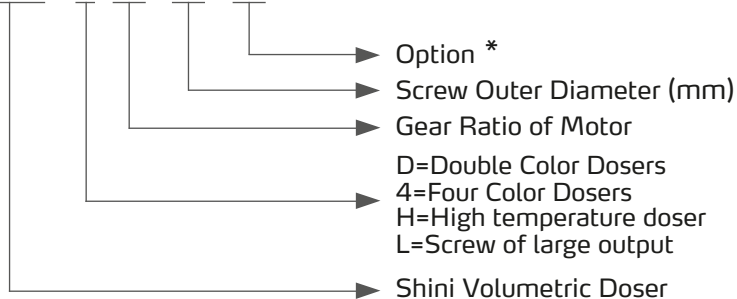 Option *
Screw Outer Diameter (mm)
Gear Ratio of Motor
D=Double Color Dosers
4=Four Color Dosers
H=High temperature doser
L=Screw of large output
Shini Volumetric Doser